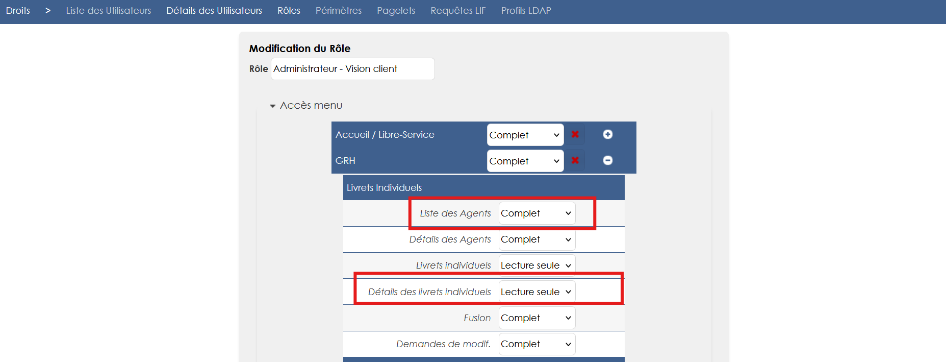 Droits > Liste des Utilisateurs Détails des Utilisateurs Rôles Périmètres Pagelets Requêtes LIF Profils LDAP
Modification du Rôle
Rôle Administrateur - Vision client
Accès menu
Accueil / Libre-Service Complet
GRH Complet
Livrets Individuels
Liste des Agents Complet
Détails des Agents Complet
Livrets individuels Lecture seule
Détails des livrets individuels Lecture seule
Fusion Complet
Demandes de modif. Complet